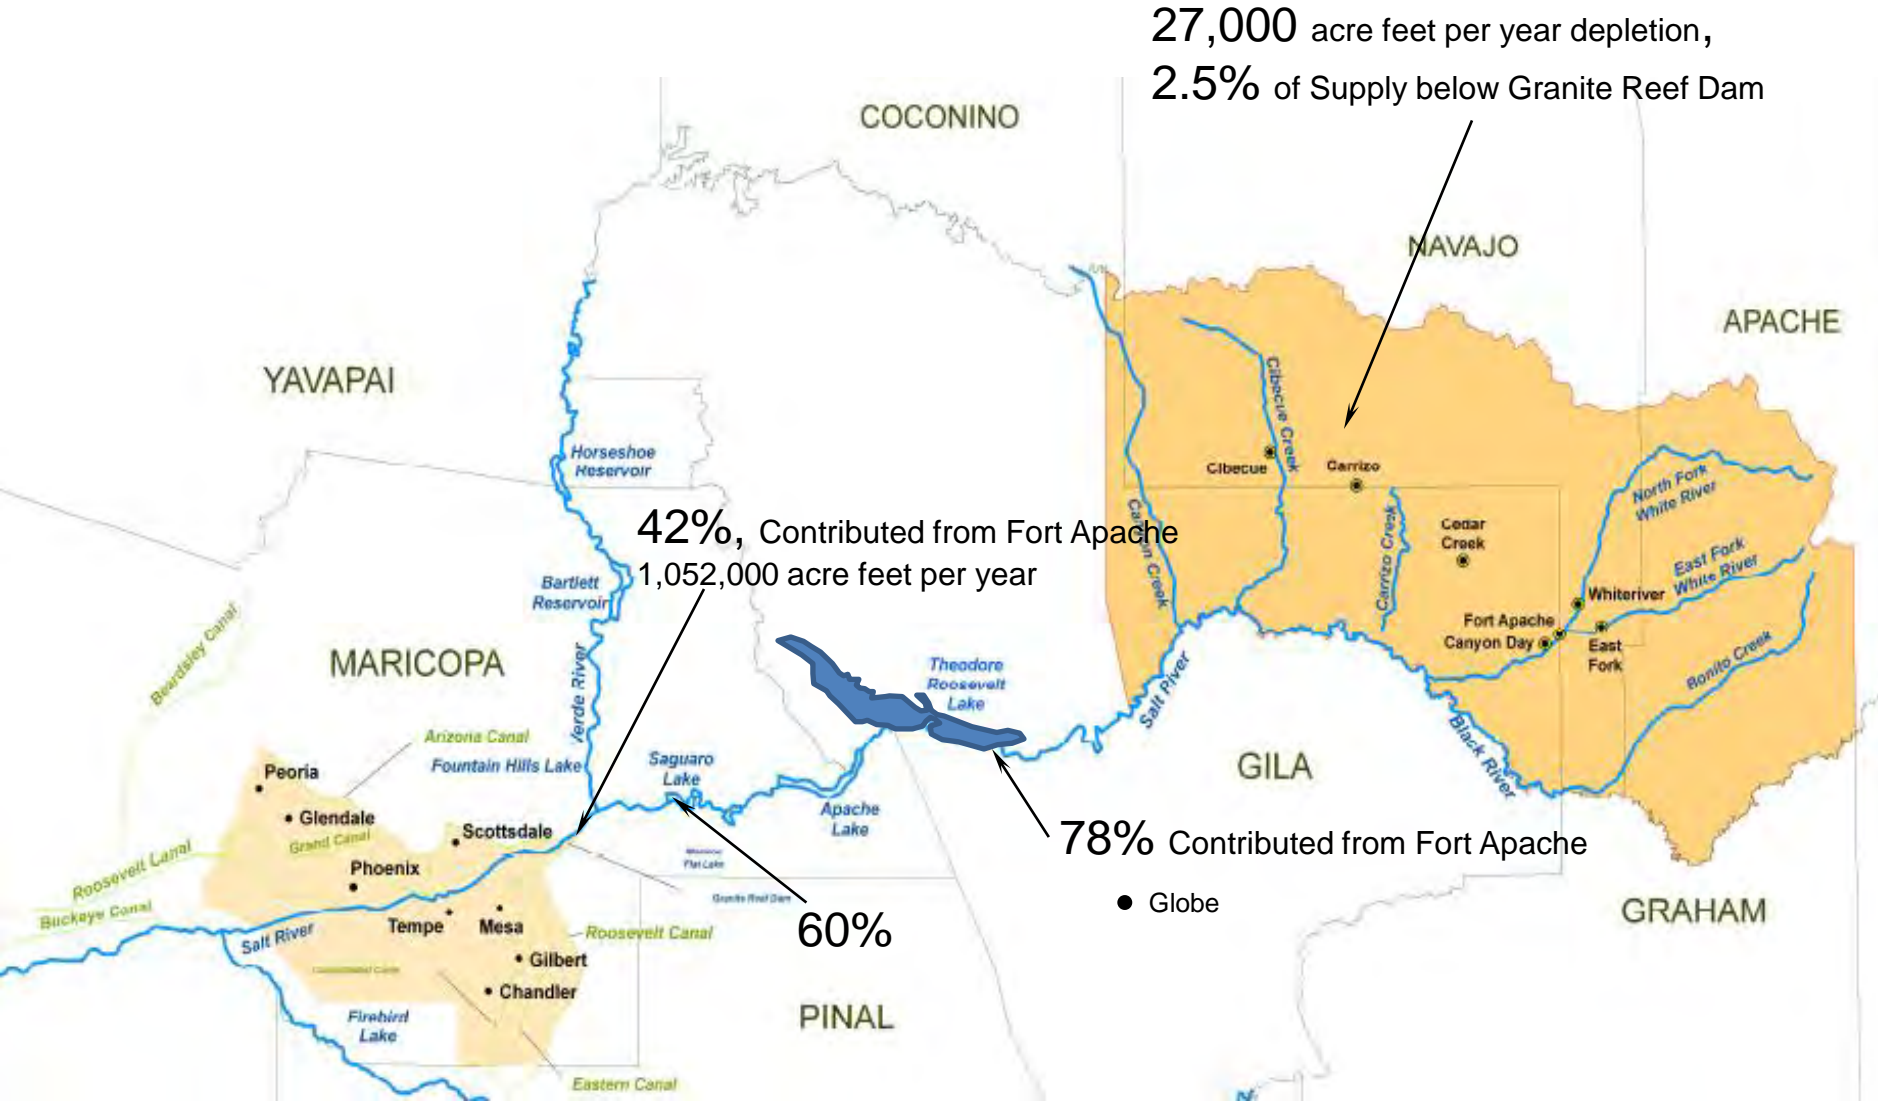 27,000 acre feet per year depletion,
2.5% of Supply below Granite Reef Dam
COCONINO
NAVAJO
APACHE
YAVAPAI
Cibecue Creek
Horseshoe
Reservoir
Cibecue
Carrizo
North Fork
White River
42%, Contributed from Fort Apache
1,052,000 acre feet per year
Canyon Creek
Carrizo Creek
Cedar
Creek
East Fork
White River
Bartlett
Reservoir
Whiteriver
Fort Apache
Canyon Day
East
Fork
Beardsley Canal
MARICOPA
Verde River
Theodore
Roosevelt
Lake
Salt River
Bonito Creek
Black River
Arizona Canal
Fountain Hills Lake
Saguaro
Lake
GILA
Peoria
Glendale
Grand Canal
Scottsdale
Apache
Lake
78% Contributed from Fort Apache
Roosevelt Canal
Phoenix
Flat Lake
Granite Reef Dam
Globe
Buckeye Canal
Tempe
Mesa
60%
GRAHAM
Salt River
Roosevelt Canal
Gilbert
Chandler
Firebird
Lake
PINAL
Eastern Canal